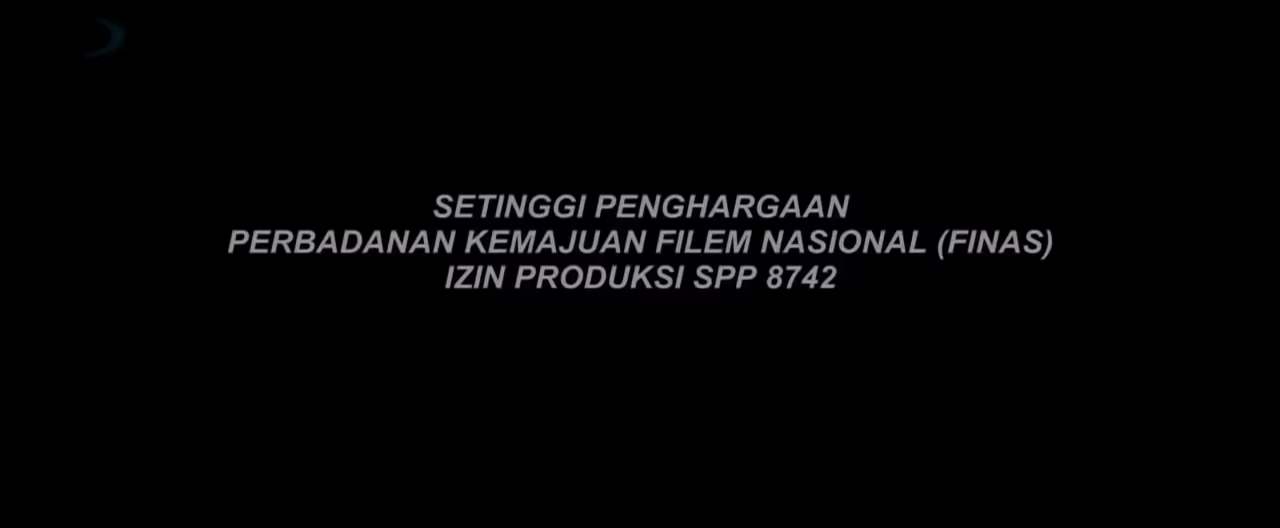 SETINGGI PENGHARGAAN
PERBADANAN KEMAJUAN FILEM NASIONAL (FINAS)
IZIN PRODUKSI SPP 8742